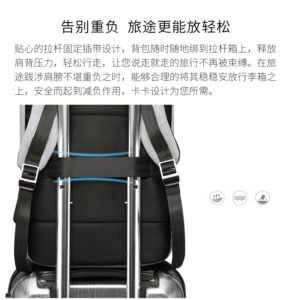 告别重负 旅途更能放轻松
贴心的拉杆固定插带设计，背包随时随地绑到拉杆箱上，释放
肩背压力，轻松行走，让您说走就走的旅行不再被束缚。在旅
途跋涉肩膀不堪重负之时，能够合理的将其稳稳安放行李箱之
上，安全而起到减负作用，卡卡设计为您所需。